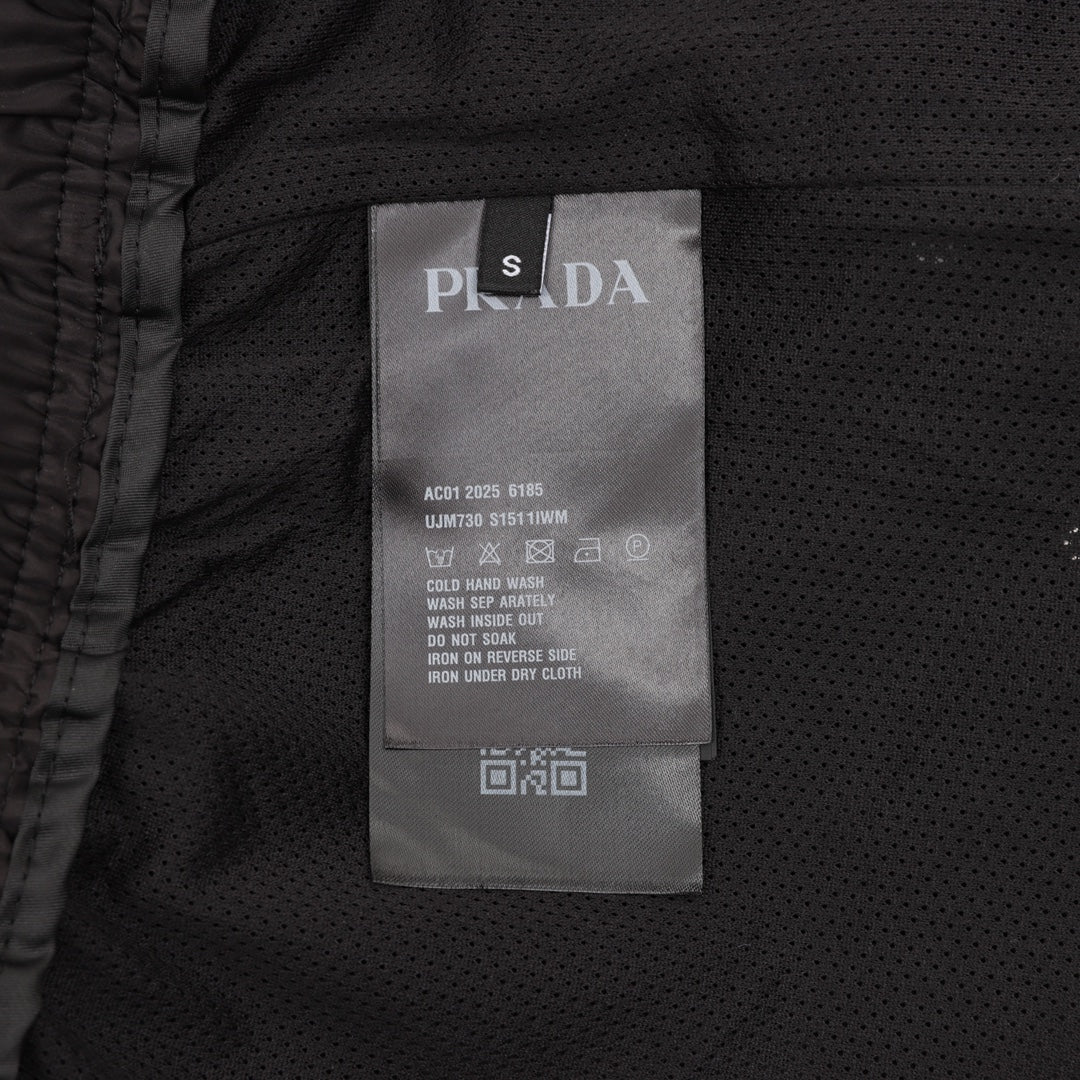 S
PRADA
AC01 2025 6185
UJM730 S1511IWM
P
COLD HAND WASH
WASH SEP ARATELY
WASH INSIDE OUT
DO NOT SOAK
IRON ON REVERSE SIDE
IRON UNDER DRY CLOTH